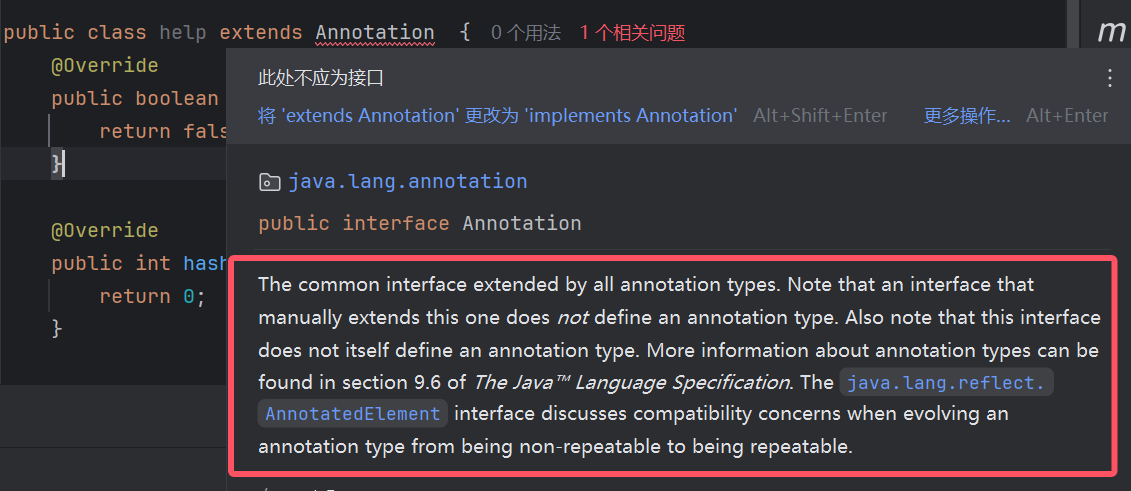 public class help extends Annotation { 0 个用法 1 个相关问题
@Override
public boolean
return fals
}
@Override
public int hash
return 0;
}
m
此处不应为接口
将 'extends Annotation' 更改为 'implements Annotation' Alt+Shift+Enter 更多操作... Alt+Enter
java.lang.annotation
public interface Annotation
The common interface extended by all annotation types. Note that an interface that
manually extends this one does not define an annotation type. Also note that this interface
does not itself define an annotation type. More information about annotation types can be
found in section 9.6 of The Java™ Language Specification. The java.lang.reflect.
AnnotatedElement interface discusses compatibility concerns when evolving an
annotation type from being non-repeatable to being repeatable.